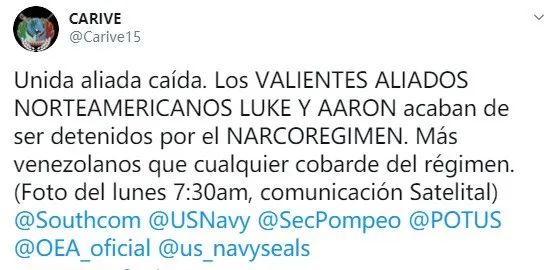 CARIVE
@Carive15
Unida aliada caída. Los VALIENTES ALIADOS
NORTEAMERICANOS LUKE Y AARON acaban de
ser detenidos por el NARCOREGIMEN. Más
venezolanos que cualquier cobarde del régimen.
(Foto del lunes 7:30am, comunicación Satelital)
@Southcom @USNavy @SecPompeo @POTUS
@OEA_oficial @us_navyseals